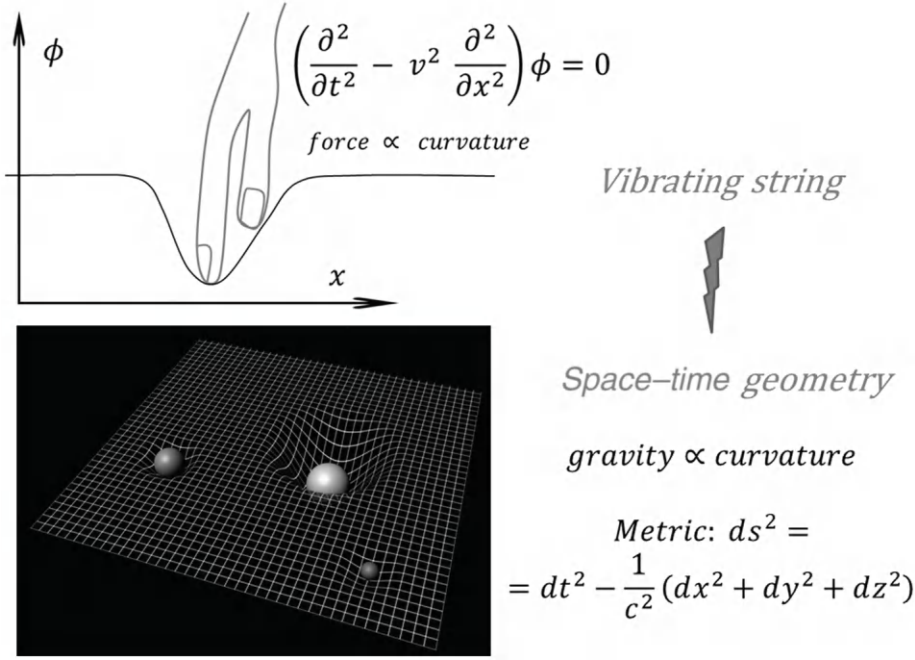 ϕ
(∂²/∂t² − v² ∂²/∂x²)ϕ = 0
force ∝ curvature
x
Vibrating string
Space–time geometry
gravity ∝ curvature
Metric: ds² =
= dt² − 1/c² (dx² + dy² + dz²)